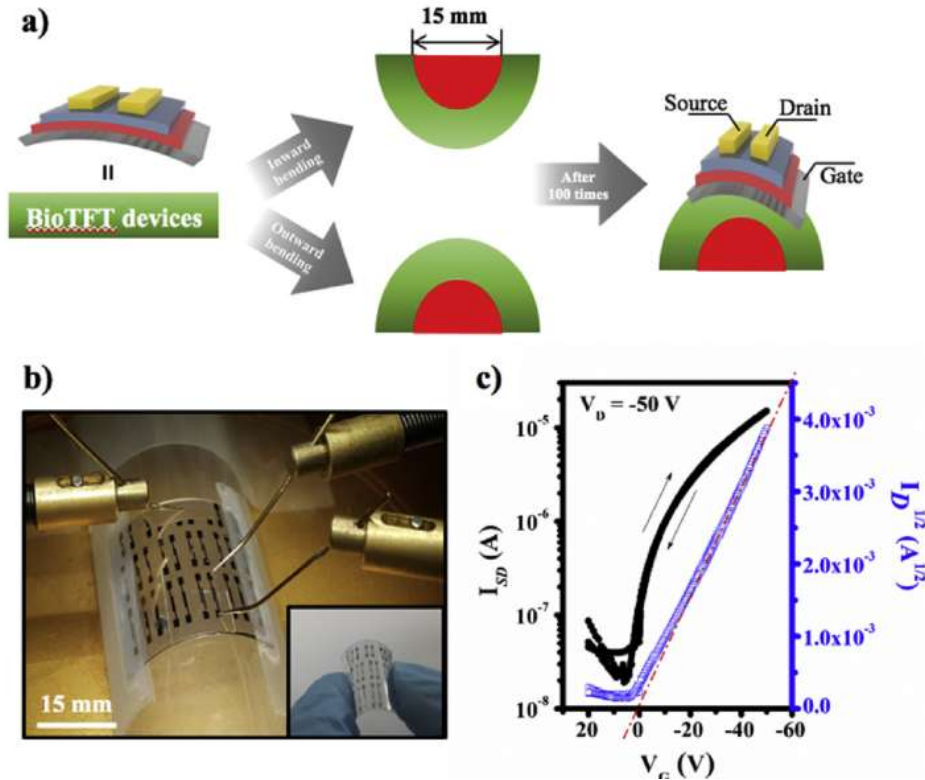 a)
15 mm
Source
Drain
Gate
Inward
bending
After
100 times
=
BioTFT devices
Outward
bending
b)
15 mm
c)
V_D = -50 V
10^-5
10^-6
10^-7
10^-8
I_SD (A)
4.0x10^-3
3.0x10^-3
2.0x10^-3
1.0x10^-3
0.0
I_D^1/2 (A^1/2)
20 0 -20 -40 -60
V_G (V)